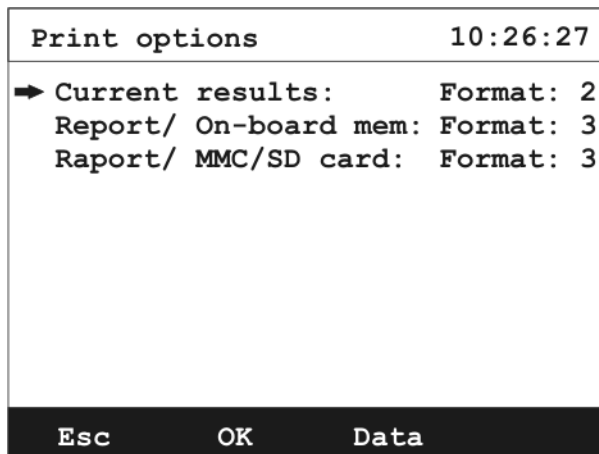 Print options 10:26:27
Current results: Format: 2
Report/ On-board mem: Format: 3
Raport/ MMC/SD card: Format: 3
Esc OK Data